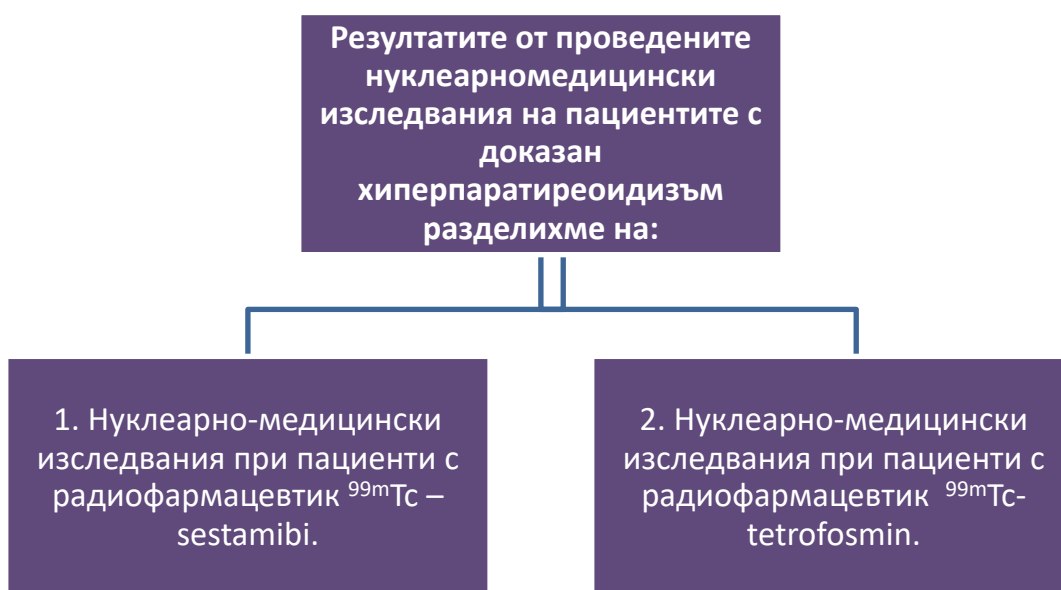 Резултатите от проведените
нуклеарномедицински
изследвания на пациентите с
доказан
хиперпаратиреоидизъм
разделихме на:
1. Нуклеарно-медицински
изследвания при пациенти с
радиофармацевтик ⁹⁹ᵐTc –
sestamibi.
2. Нуклеарно-медицински
изследвания при пациенти с
радиофармацевтик ⁹⁹ᵐTc-
tetrofosmin.